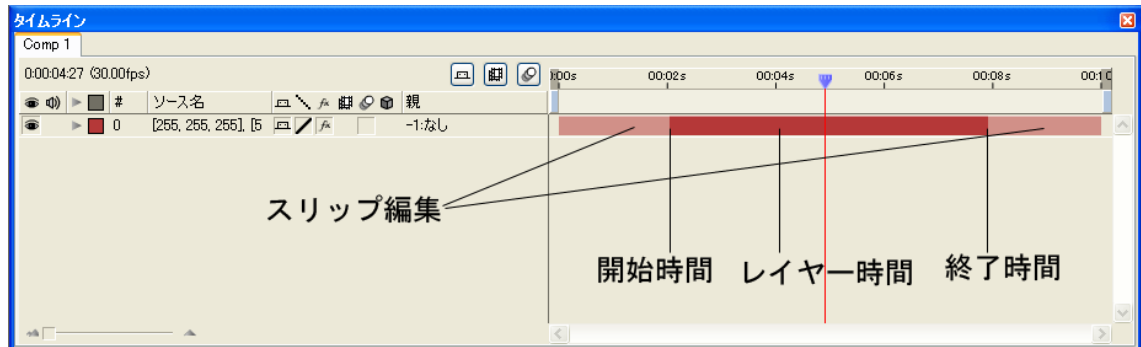 タイムライン
Comp 1
0:00:04:27 (30.00fps)
):00s 00:02s 00:04s 00:06s 00:08s 00:10
# ソース名 親
0 [255, 255, 255], [5 -1:なし
スリップ編集
開始時間 レイヤー時間 終了時間